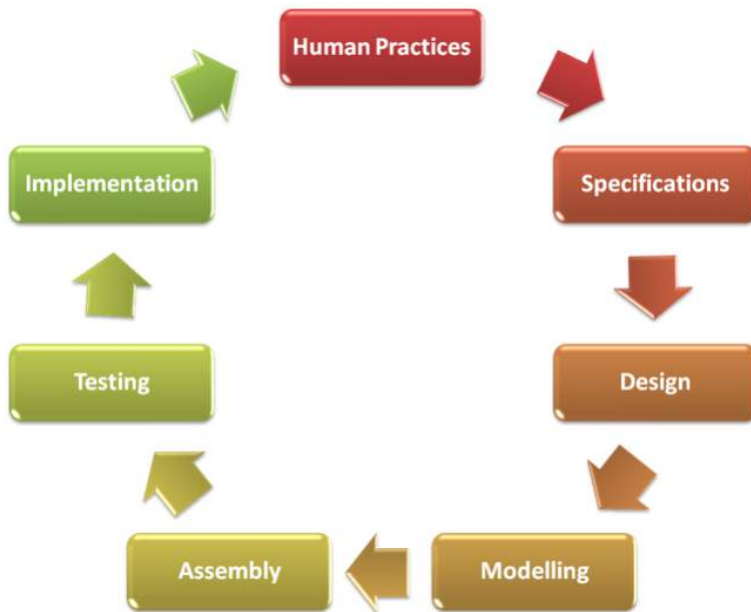 Human Practices
Specifications
Design
Modelling
Assembly
Testing
Implementation